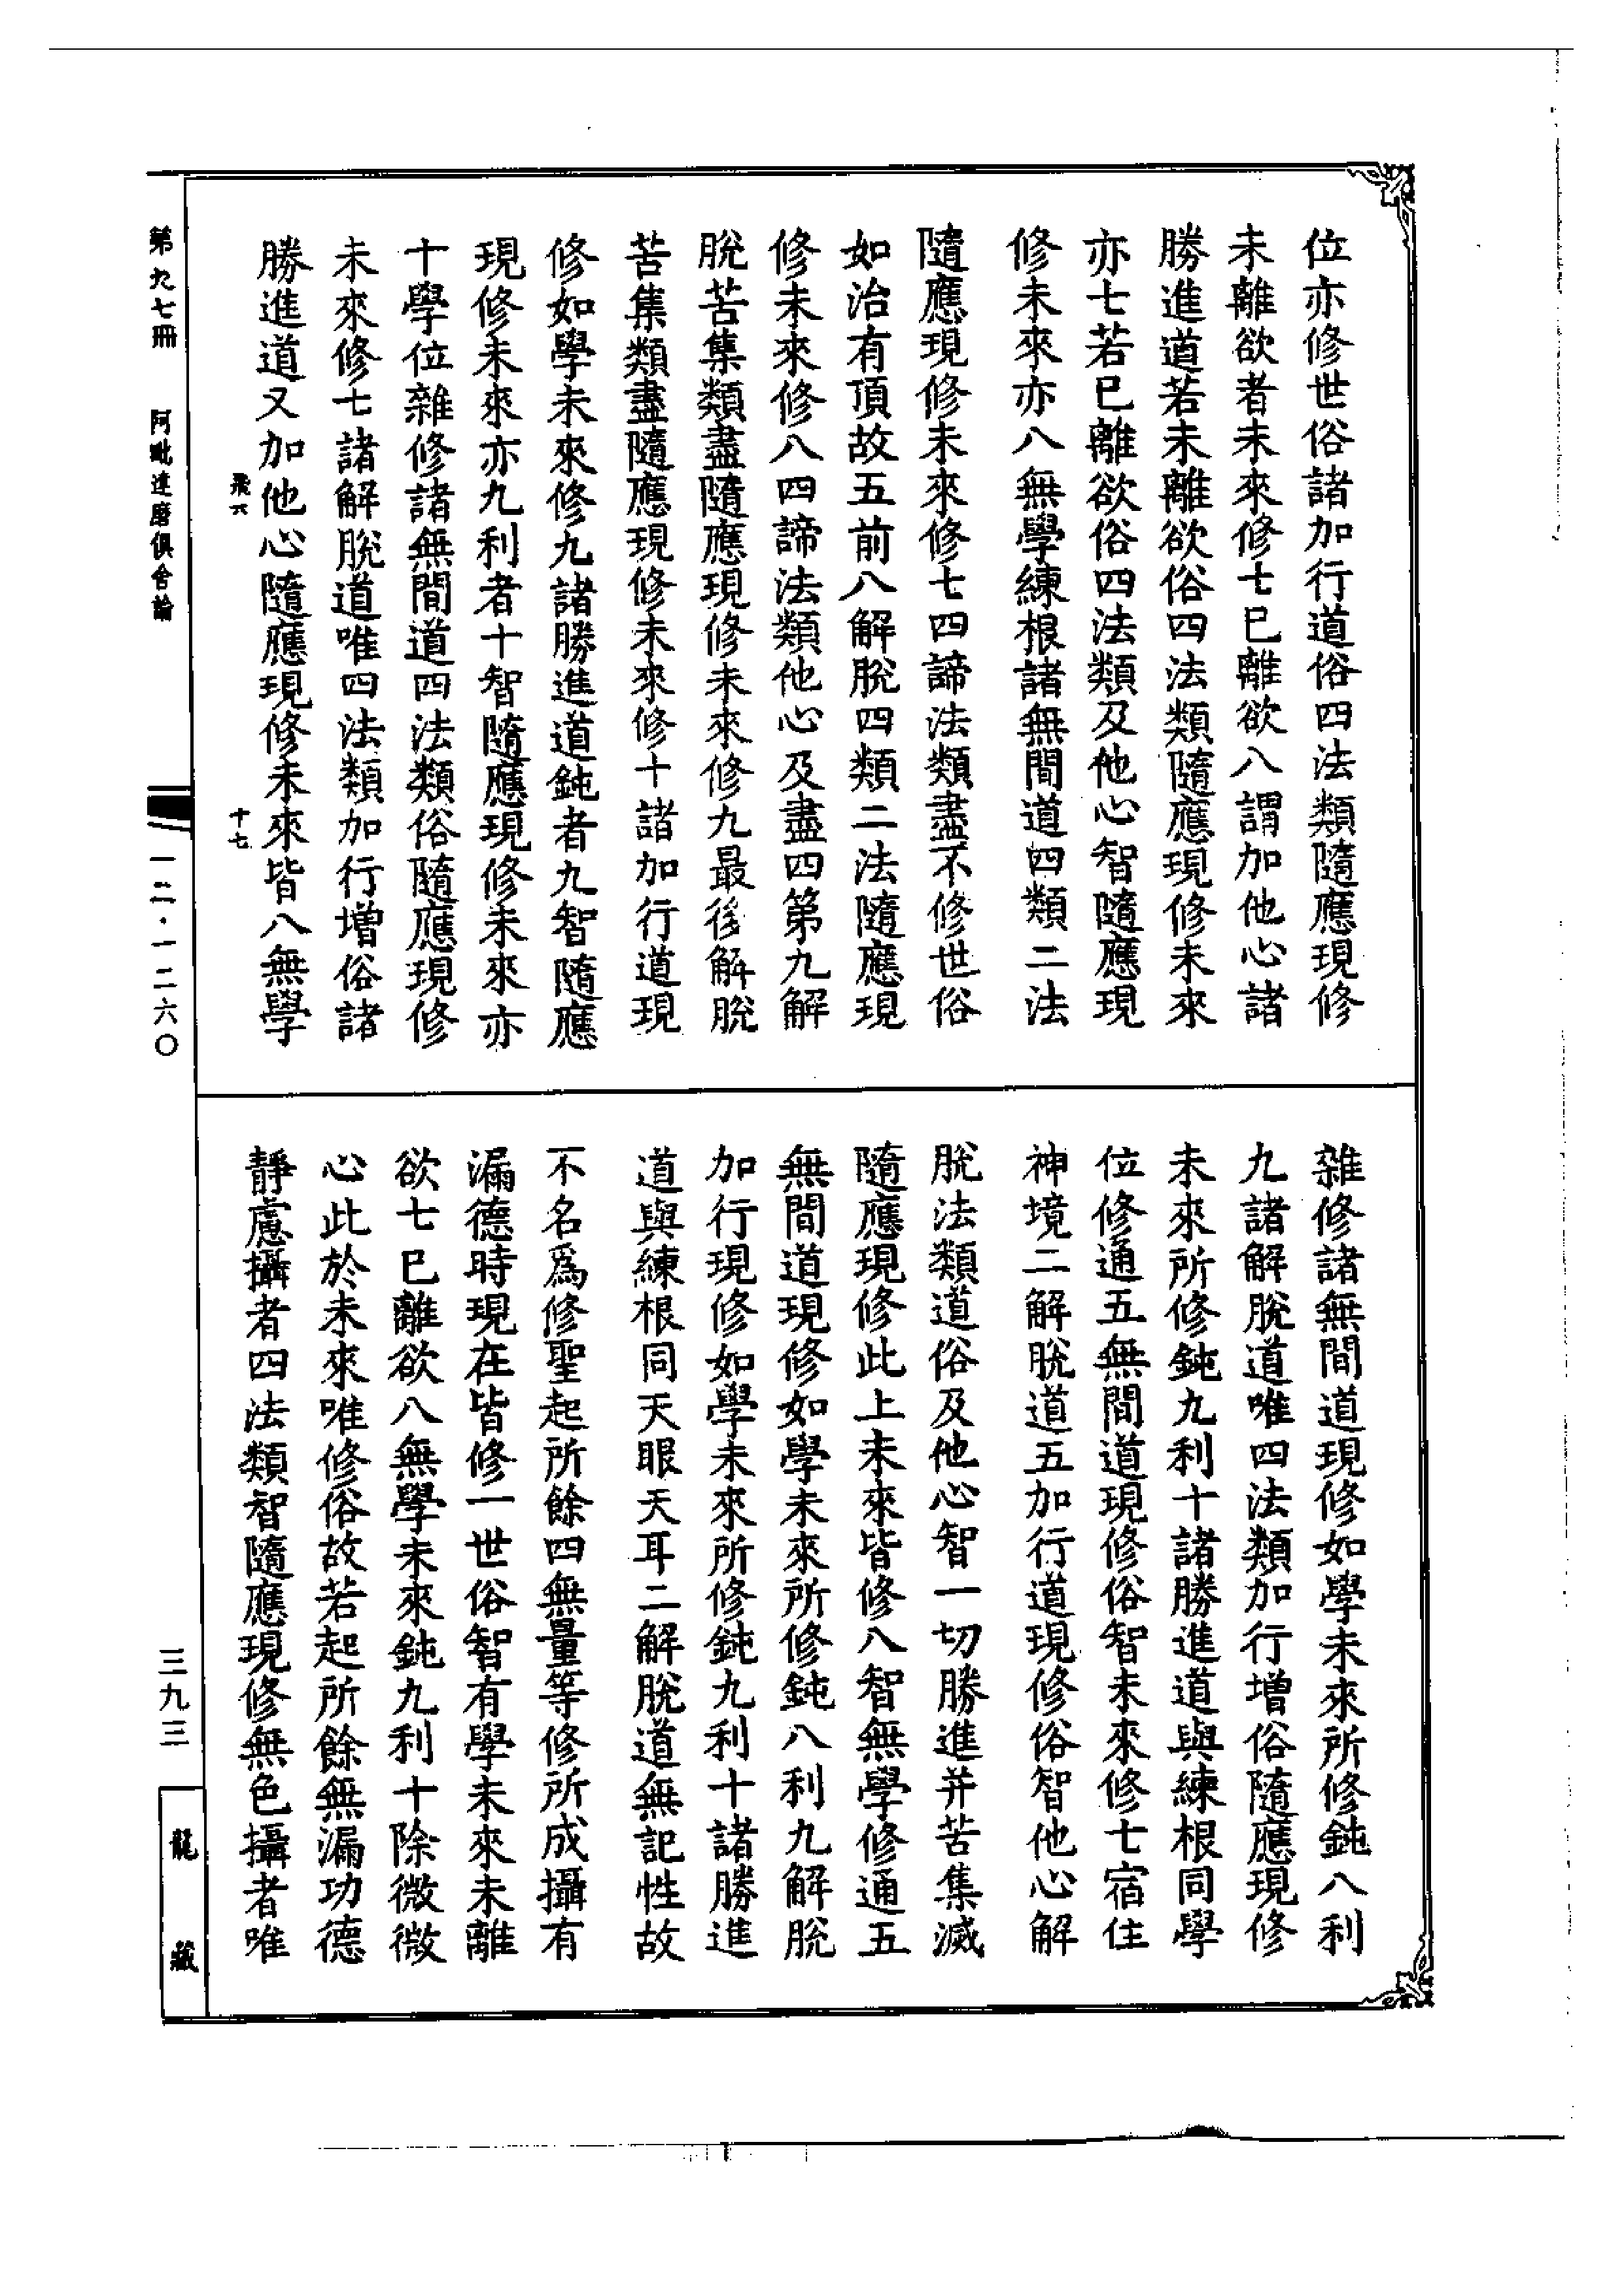 位亦修世俗諸加行道俗四法類隨應現修
未離欲者未來修七已離欲八謂加他心諸
勝進道若未離欲俗四法類隨應現修未來
亦七若已離欲俗四法類及他心智隨應現
修未來亦八無學練根諸無間道四類二法
隨應現修未來修七四諦法類盡不修世俗
如治有頂故五前八解脫四類二法隨應現
修未來修八四諦法類他心及盡四第九解
脫苦集類盡隨應現修未來修九最後解脫
苦集類盡隨應現修未來修十諸加行道現
修如學未來修九諸勝進道鈍者九智隨應
現修未來亦九利者十智隨應現修未來亦
十學位雜修諸無間道四法類俗隨應現修
未來修七諸解脫道唯四法類加行增俗諸
勝進道又加他心隨應現修未來皆八無學
飛六
十七
雜修諸無間道現修如學未來所修鈍八利
九諸解脫道唯四法類加行增俗隨應現修
未來所修鈍九利十諸勝進道與練根同學
位修通五無間道現修俗智未來修七宿住
神境二解脫道五加行道現修俗智他心解
脫法類道俗及他心智一切勝進并苦集滅
隨應現修此上未來皆修八智無學修通五
無間道現修如學未來所修鈍八利九解脫
加行現修如學未來所修鈍九利十諸勝進
道與練根同天眼天耳二解脫道無記性故
不名爲修聖起所餘四無量等修所成攝有
漏德時現在皆修一世俗智有學未來未離
欲七已離欲八無學未來鈍九利十除微微
心此於未來唯修俗故若起所餘無漏功德
靜慮攝者四法類智隨應現修無色攝者唯
第九七冊
阿毗達磨俱舍論
一二·一二六〇
三九三
龍藏